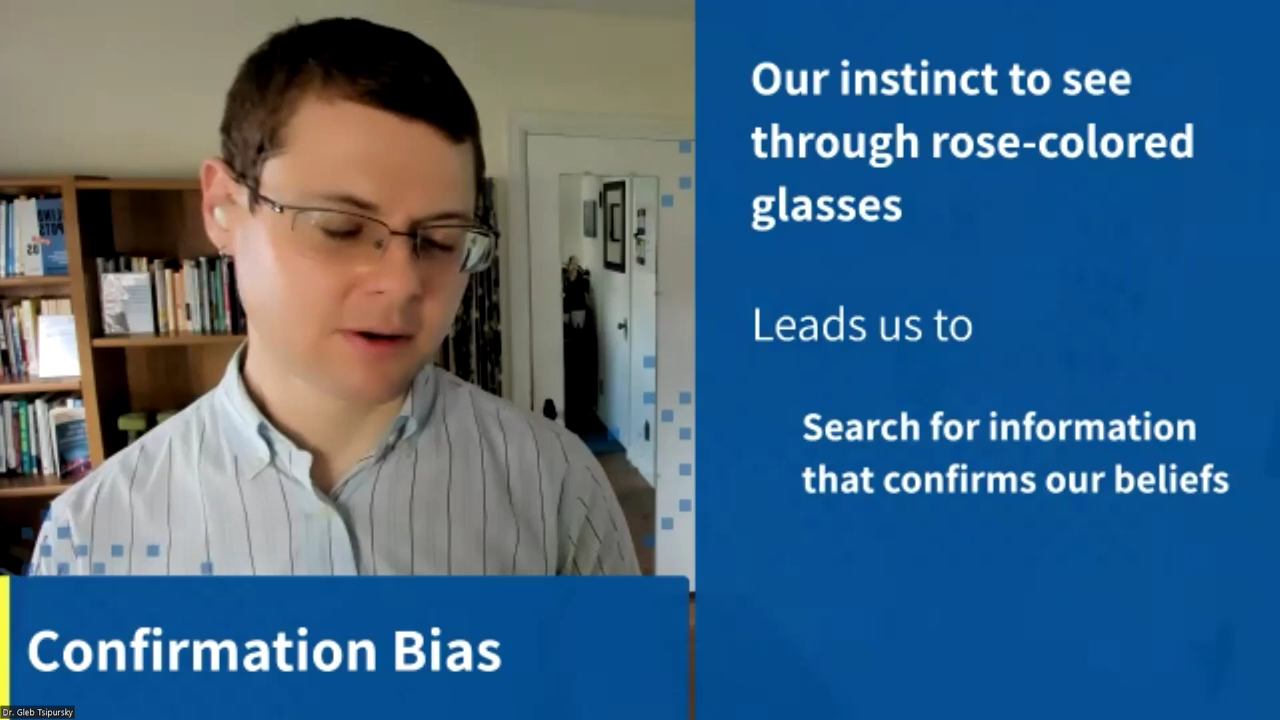 Our instinct to see
through rose-colored
glasses
Leads us to
Search for information
that confirms our beliefs
Confirmation Bias
Dr. Gleb Tsipursky